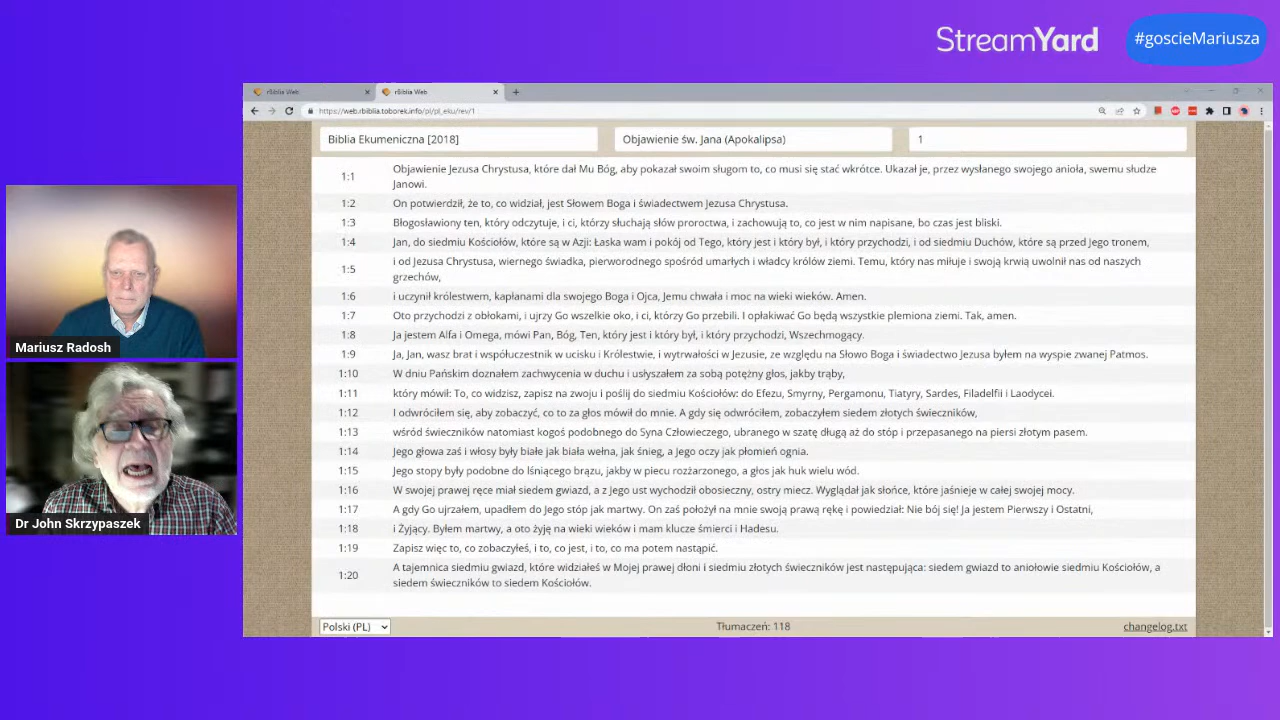 StreamYard
#goscieMariusza
rBiblia Web
rBiblia Web
https://web.rbiblia.toborek.info/pl/pl_eku/rev/1
Biblia Ekumeniczna [2018]
Objawienie św. Jana (Apokalipsa)
1
1:1 Objawienie Jezusa Chrystusa, które dał Mu Bóg, aby pokazał swoim sługom to, co musi się stać wkrótce. Ukazał je, przez wysłanego swojego anioła, swemu słudze
Janowi.
1:2 On potwierdził, że to, co widział, jest Słowem Boga i świadectwem Jezusa Chrystusa.
1:3 Błogosławiony ten, który odczytuje, i ci, którzy słuchają słów proroctwa, i zachowują to, co jest w nim napisane, bo czas jest bliski.
1:4 Jan, do siedmiu Kościołów, które są w Azji: Łaska wam i pokój od Tego, który jest i który był, i który przychodzi, i od siedmiu Duchów, które są przed Jego tronem,
1:5 i od Jezusa Chrystusa, wiernego świadka, pierworodnego spośród umarłych i władcy królów ziemi. Temu, który nas miłuje i swoją krwią uwolnił nas od naszych
grzechów,
1:6 i uczynił królestwem, kapłanami dla swojego Boga i Ojca, Jemu chwała i moc na wieki wieków. Amen.
1:7 Oto przychodzi z obłokami, i ujrzy Go wszelkie oko, i ci, którzy Go przebili. I opłakiwać Go będą wszystkie plemiona ziemi. Tak, amen.
1:8 Ja jestem Alfa i Omega, mówi Pan, Bóg, Ten, który jest i który był, i który przychodzi, Wszechmogący.
1:9 Ja, Jan, wasz brat i współuczestnik w ucisku i Królestwie, i w cierpliwości w Jezusie, ze względu na Słowo Boga i świadectwo Jezusa byłem na wyspie zwanej Patmos.
1:10 W dniu Pańskim doznałem zachwycenia w duchu i usłyszałem za sobą potężny głos, jakby trąby,
1:11 który mówił: To, co widzisz, zapisz na zwoju i poślij do siedmiu Kościołów: do Efezu, Smyrny, Pergamonu, Tiatyry, Sardes, Filadelfii i Laodycei.
1:12 I odwróciłem się, aby zobaczyć, co to za głos mówił do mnie. A gdy się odwróciłem, zobaczyłem siedem złotych świeczników,
1:13 wśród świeczników natomiast kogoś podobnego do Syna Człowieczego, ubranego w szatę długą aż do stóp i przepasanego na piersi złotym pasem.
1:14 Jego głowa zaś i włosy były białe jak biała wełna, jak śnieg, a Jego oczy jak płomień ognia.
1:15 Jego stopy były podobne do lśniącego brązu, jakby w piecu rozżarzonego, a głos jak huk wielu wód.
1:16 W swojej prawej ręce miał siedem gwiazd, a z Jego ust wychodził obosieczny, ostry miecz. Wyglądał jak słońce, które jaśnieje w całej swojej mocy.
1:17 A gdy Go ujrzałem, upadłem do Jego stóp jak martwy. On zaś położył na mnie swoją prawą rękę i powiedział: Nie bój się! Ja jestem Pierwszy i Ostatni,
1:18 i Żyjący. Byłem martwy, a oto żyję na wieki wieków i mam klucze śmierci i Hadesu.
1:19 Zapisz więc to, co zobaczyłeś, i to, co jest, i to, co ma potem nastąpić.
1:20 A tajemnica siedmiu gwiazd, które widziałeś w Mojej prawej dłoni i siedmiu złotych świeczników jest następująca: siedem gwiazd to aniołowie siedmiu Kościołów, a
siedem świeczników to siedem Kościołów.
Polski (PL)
Tłumaczeń: 118
changelog.txt
Mariusz Radosh
Dr John Skrzypaszek